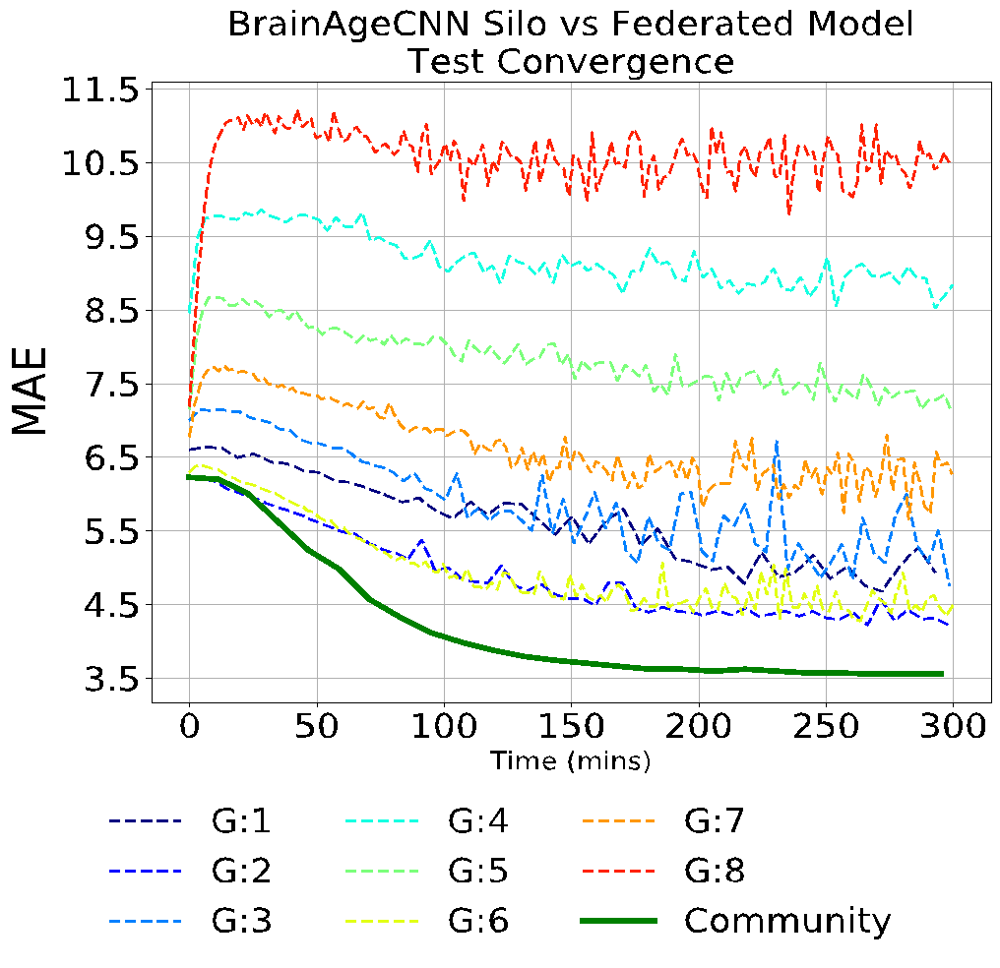 BrainAgeCNN Silo vs Federated Model
Test Convergence
11.5
10.5
9.5
8.5
7.5
6.5
5.5
4.5
3.5
MAE
0 50 100 150 200 250 300
Time (mins)
G:1 G:4 G:7
G:2 G:5 G:8
G:3 G:6 Community